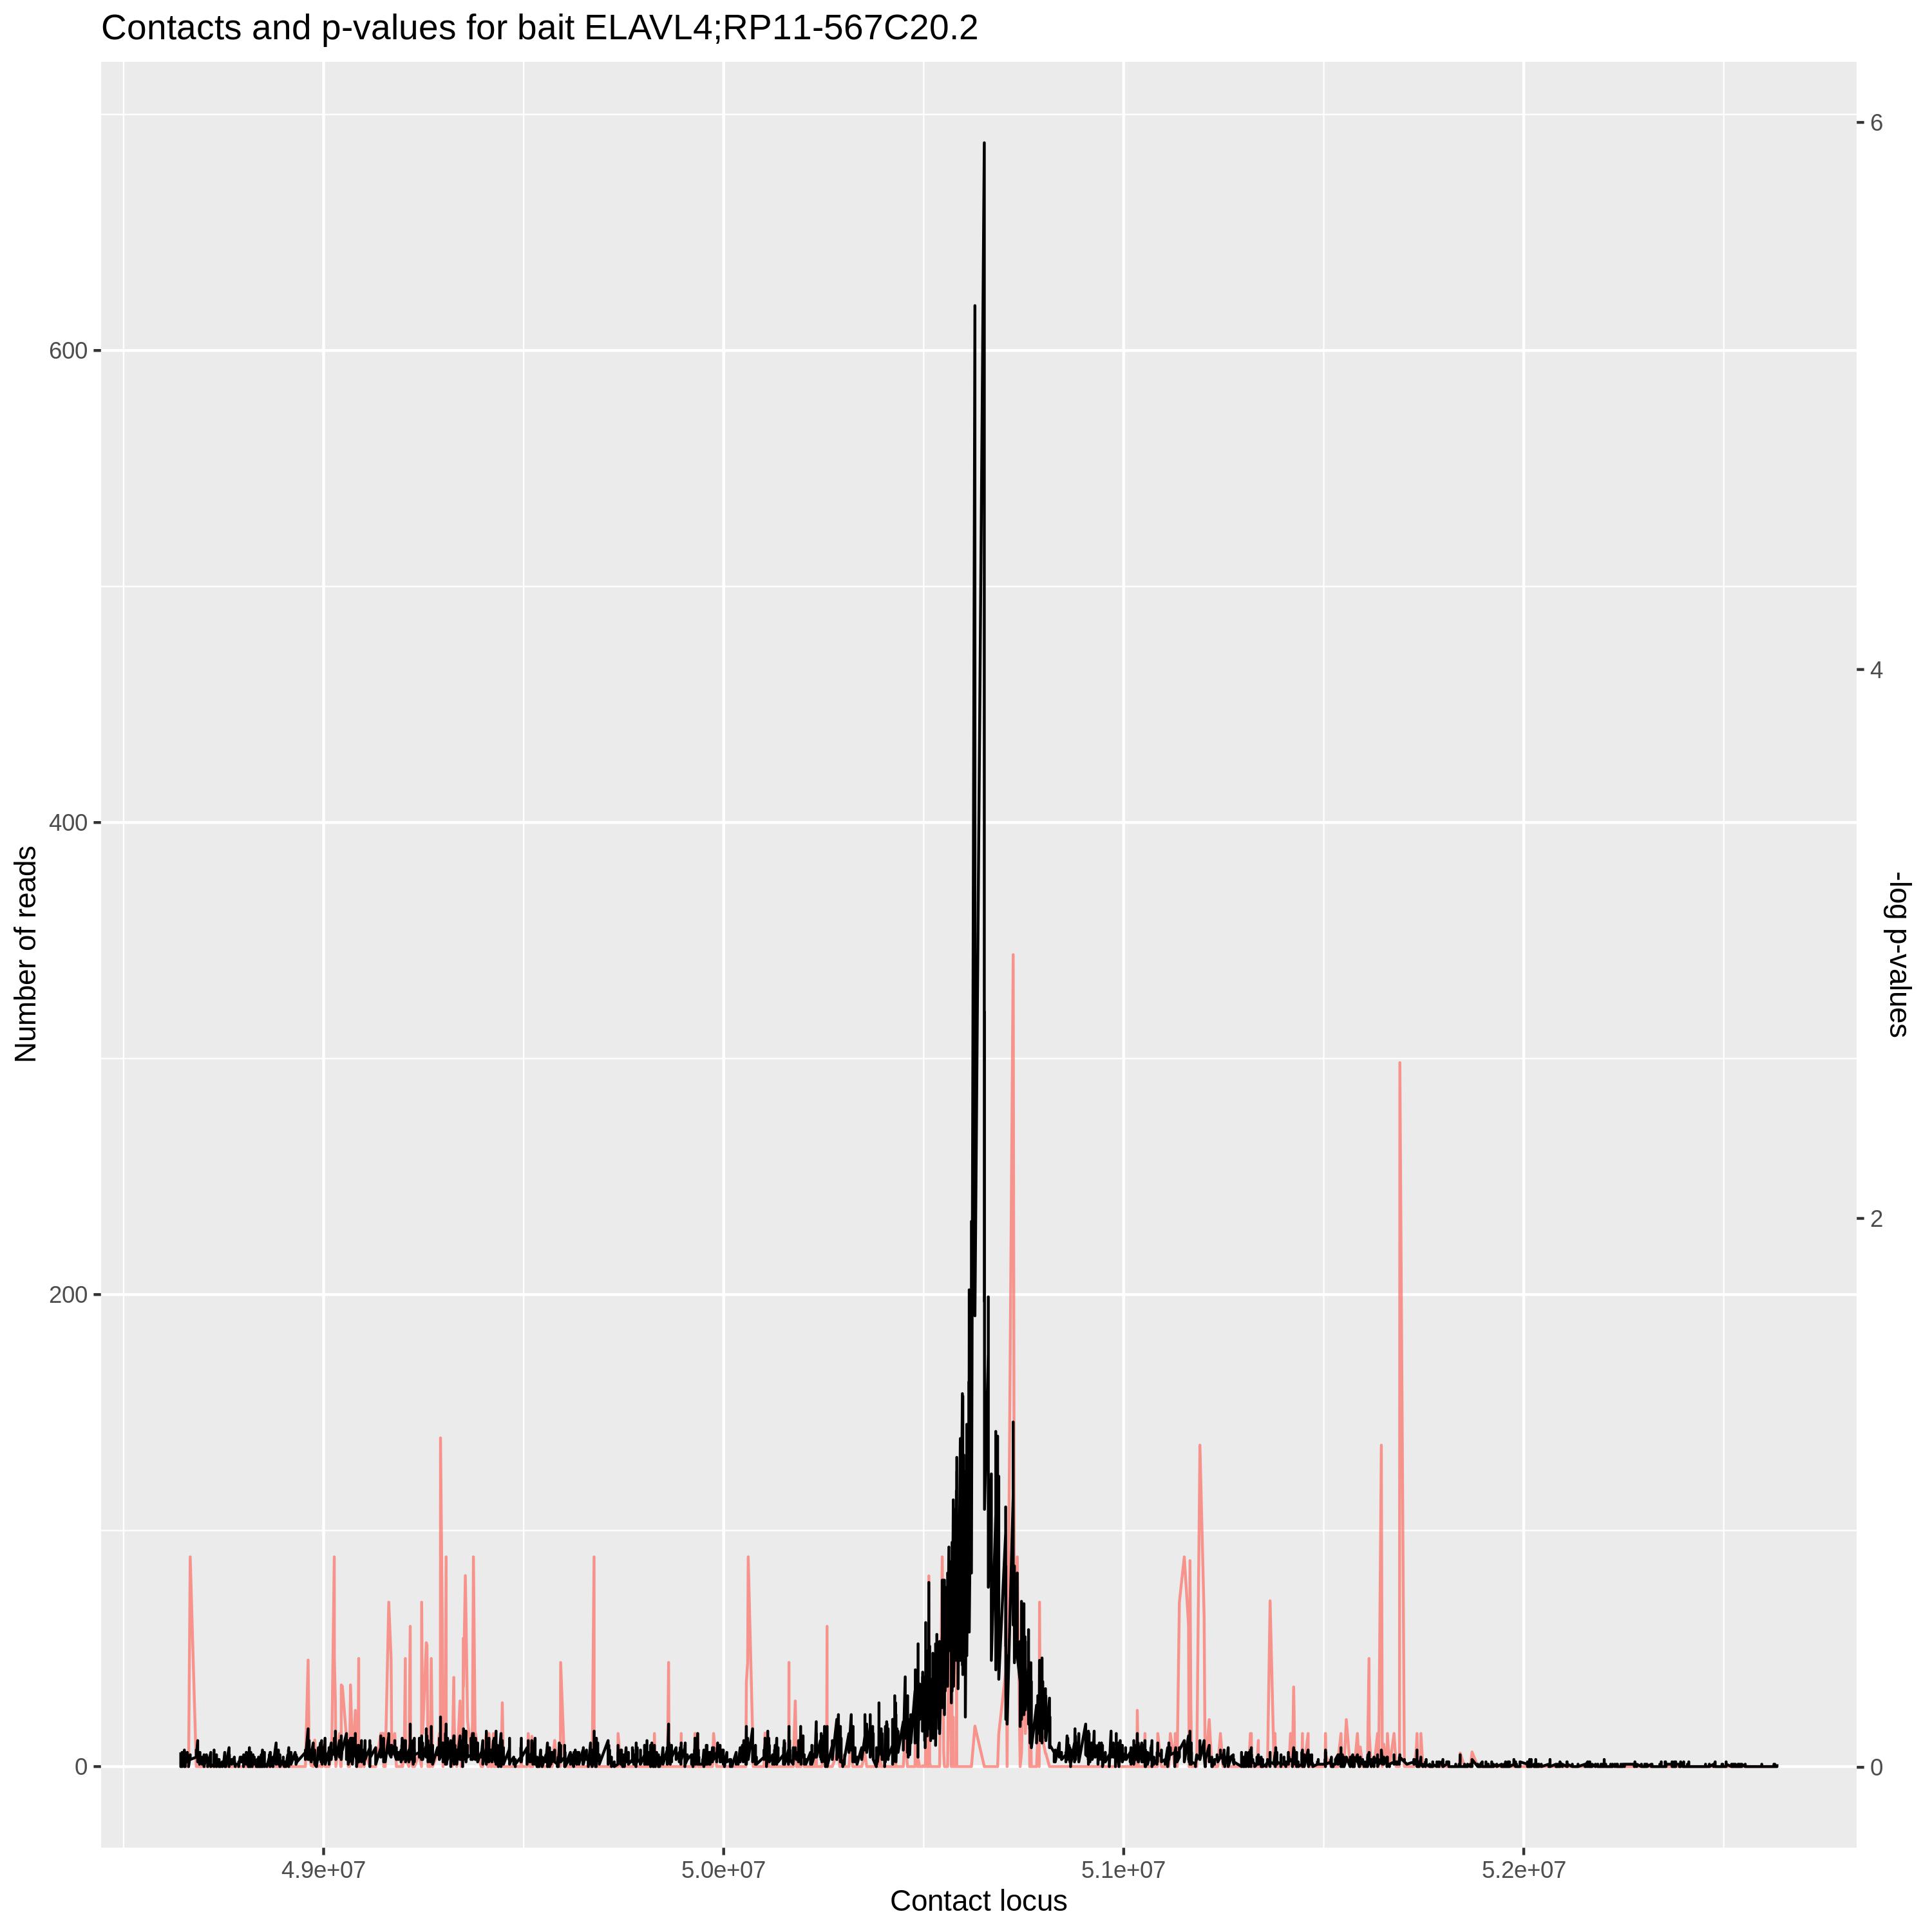 Contacts and p-values for bait ELAVL4;RP11-567C20.2
Number of reads
600
400
200
0
6
4
2
0
-log p-values
4.9e+07
5.0e+07
5.1e+07
5.2e+07
Contact locus